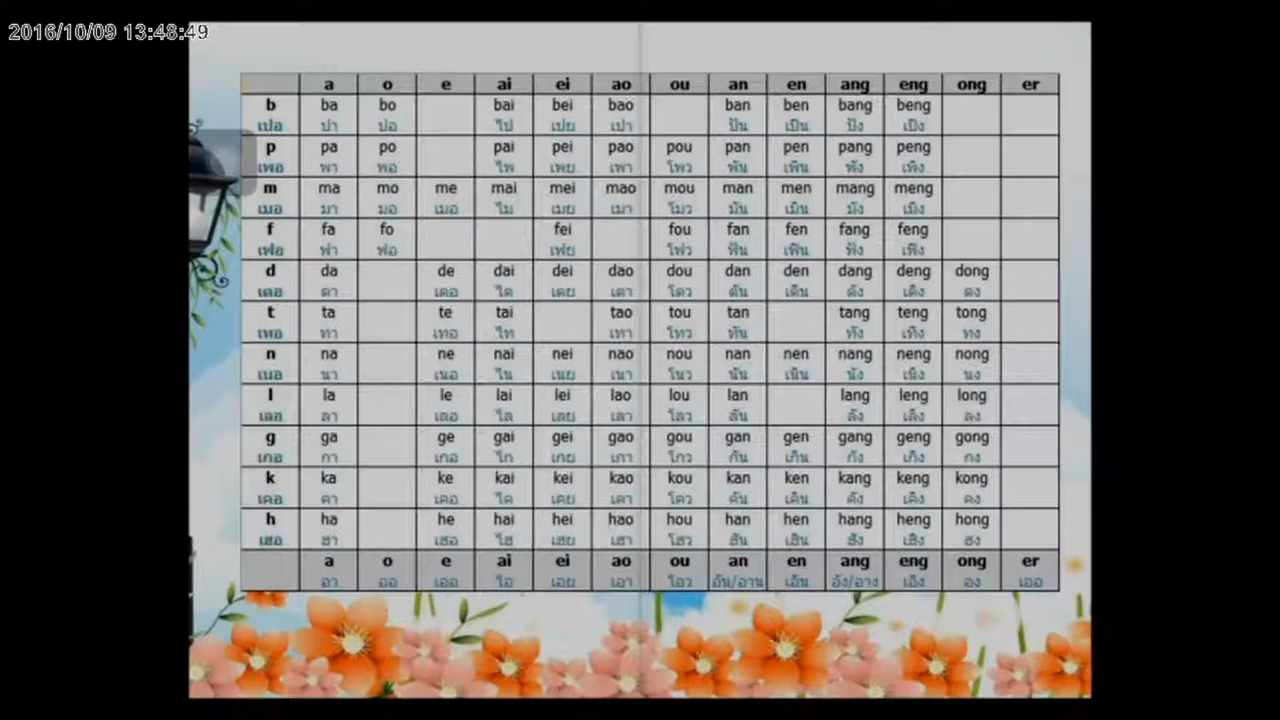 2016/10/09 13:48:49
a o e ai ei ao ou an en ang eng ong er
b ba bo bai bei bao ban ben bang beng
เปอ ปา ปอ ไป เปย เปา ปัน เปิน ปัง เปิง
p pa po pai pei pao pou pan pen pang peng
เพอ พา พอ ไพ เพย เพา โพว พัน เพิน พัง เพิง
m ma mo me mai mei mao mou man men mang meng
เมอ มา มอ เมอ ไม เมย เมา โมว มัน เมิน มัง เมิง
f fa fo fei fou fan fen fang feng
เฟอ ฟา ฟอ เฟย โฟว ฟัน เฟิน ฟัง เฟิง
d da de dai dei dao dou dan den dang deng dong
เดอ ดา เดอ ได เดย เดา โดว ดัน เดิน ดัง เดิง ดง
t ta te tai tao tou tan tang teng tong
เทอ ทา เทอ ไท เทา โทว ทัน ทัง เทิง ทง
n na ne nai nei nao nou nan nen nang neng nong
เนอ นา เนอ ไน เนย เนา โนว นัน เนิน นัง เนิง นง
l la le lai lei lao lou lan lang leng long
เลอ ลา เลอ ไล เลย เลา โลว ลัน ลัง เลิง ลง
g ga ge gai gei gao gou gan gen gang geng gong
เกอ กา เกอ ไก เกย เกา โกว กัน เกิน กัง เกิง กง
k ka ke kai kei kao kou kan ken kang keng kong
เคอ คา เคอ ไค เคย เคา โคว คัน เคิน คัง เคิง คง
h ha he hai hei hao hou han hen hang heng hong
เฮอ ฮา เฮอ ไฮ เฮย เฮา โฮว ฮัน เฮิน ฮัง เฮิง ฮง
a o e ai ei ao ou an en ang eng ong er
อา ออ เออ ไอ เอย เอา โอว อัน/อาน เอิน อัง/อาง เอิง อง เออ